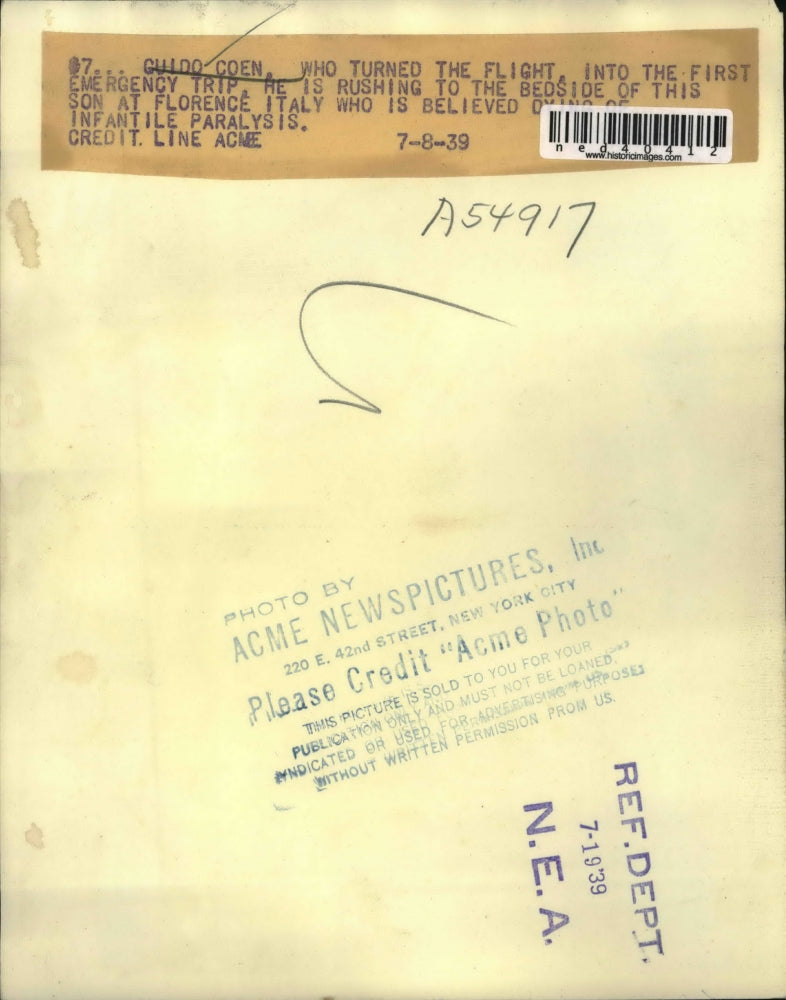 #7... GUIDO COEN, WHO TURNED THE FLIGHT, INTO THE FIRST
EMERGENCY TRIP. HE IS RUSHING TO THE BEDSIDE OF THIS
SON AT FLORENCE ITALY WHO IS BELIEVED DYING OF
INFANTILE PARALYSIS.
CREDIT. LINE ACME 7-8-39
ned40412
www.historicimages.com
A54917
PHOTO BY
ACME NEWSPICTURES, Inc
220 E. 42nd STREET, NEW YORK CITY
Please Credit "Acme Photo"
THIS PICTURE IS SOLD TO YOU FOR YOUR
PUBLICATION ONLY AND MUST NOT BE LOANED,
SYNDICATED OR USED FOR ADVERTISING PURPOSES
WITHOUT WRITTEN PERMISSION FROM US.
REF. DEPT.
7-19'39
N.E.A.